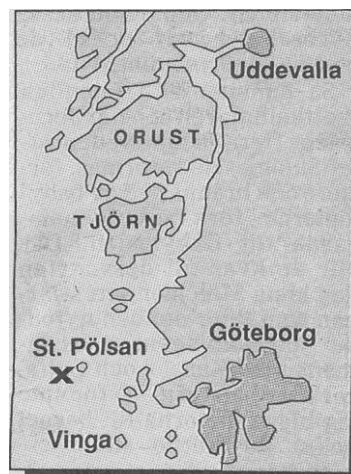 Uddevalla
ORUST
TJÖRN
Göteborg
St. Pölsan
X
Vinga